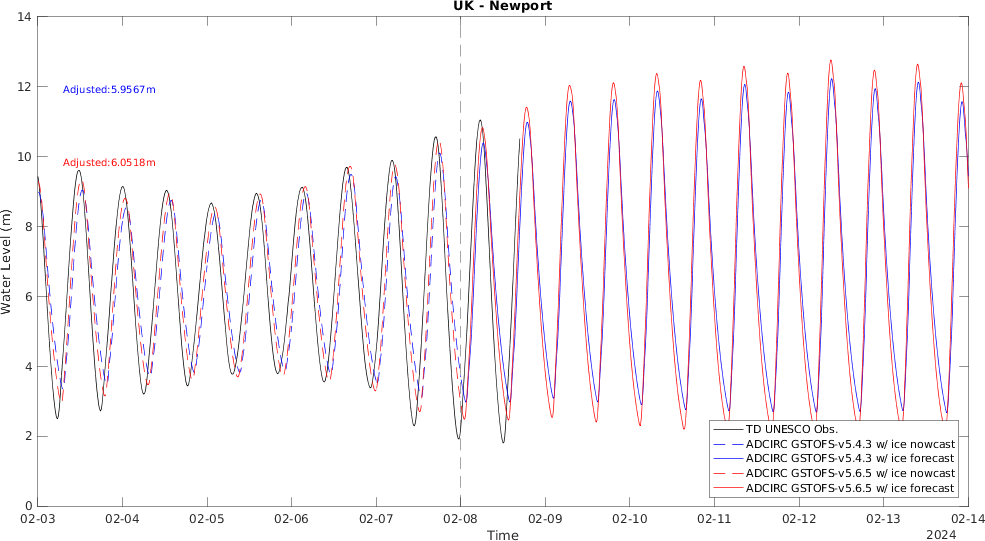 UK - Newport
14
12
10
8
6
4
2
0
Water Level (m)
Adjusted:5.9567m
Adjusted:6.0518m
TD UNESCO Obs.
ADCIRC GSTOFS-v5.4.3 w/ ice nowcast
ADCIRC GSTOFS-v5.4.3 w/ ice forecast
ADCIRC GSTOFS-v5.6.5 w/ ice nowcast
ADCIRC GSTOFS-v5.6.5 w/ ice forecast
02-03 02-04 02-05 02-06 02-07 02-08 02-09 02-10 02-11 02-12 02-13 02-14
Time
2024